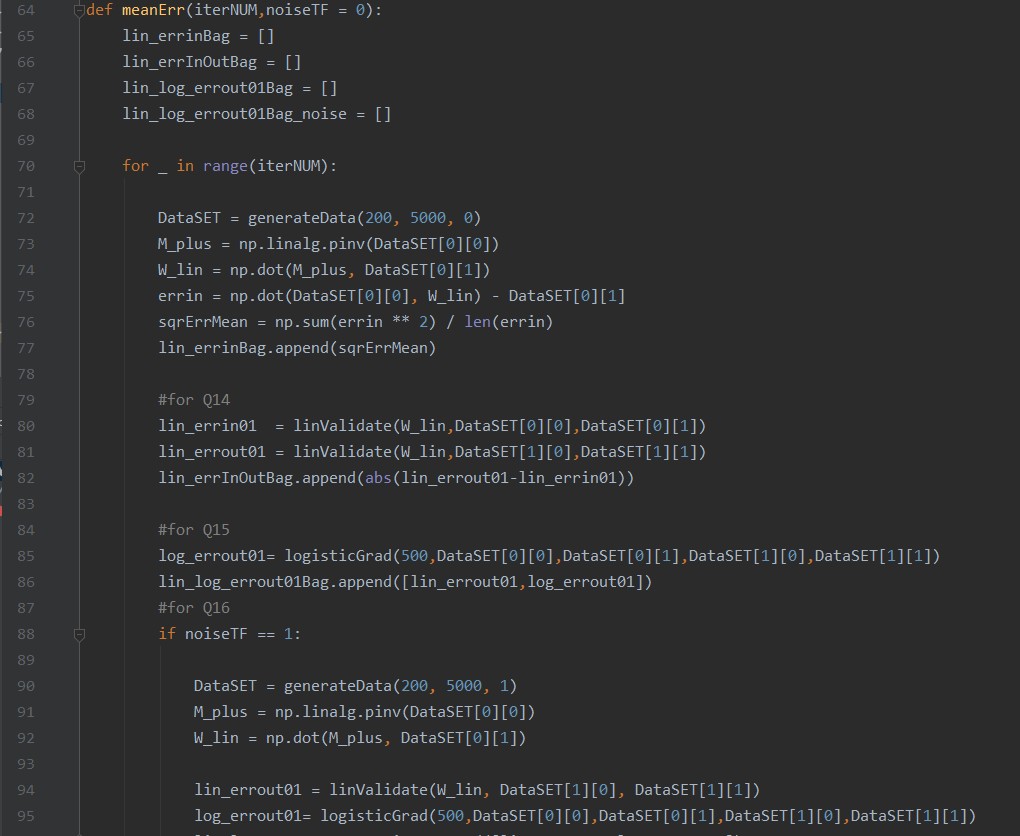 64 def meanErr(iterNUM,noiseTF = 0):
65 lin_errinBag = []
66 lin_errInOutBag = []
67 lin_log_errout01Bag = []
68 lin_log_errout01Bag_noise = []
69
70 for _ in range(iterNUM):
71
72 DataSET = generateData(200, 5000, 0)
73 M_plus = np.linalg.pinv(DataSET[0][0])
74 W_lin = np.dot(M_plus, DataSET[0][1])
75 errin = np.dot(DataSET[0][0], W_lin) - DataSET[0][1]
76 sqrErrMean = np.sum(errin ** 2) / len(errin)
77 lin_errinBag.append(sqrErrMean)
78
79 #for Q14
80 lin_errin01  = linValidate(W_lin,DataSET[0][0],DataSET[0][1])
81 lin_errout01 = linValidate(W_lin,DataSET[1][0],DataSET[1][1])
82 lin_errInOutBag.append(abs(lin_errout01-lin_errin01))
83
84 #for Q15
85 log_errout01= logisticGrad(500,DataSET[0][0],DataSET[0][1],DataSET[1][0],DataSET[1][1])
86 lin_log_errout01Bag.append([lin_errout01,log_errout01])
87 #for Q16
88 if noiseTF == 1:
89
90 DataSET = generateData(200, 5000, 1)
91 M_plus = np.linalg.pinv(DataSET[0][0])
92 W_lin = np.dot(M_plus, DataSET[0][1])
93
94 lin_errout01 = linValidate(W_lin, DataSET[1][0], DataSET[1][1])
95 log_errout01= logisticGrad(500,DataSET[0][0],DataSET[0][1],DataSET[1][0],DataSET[1][1])